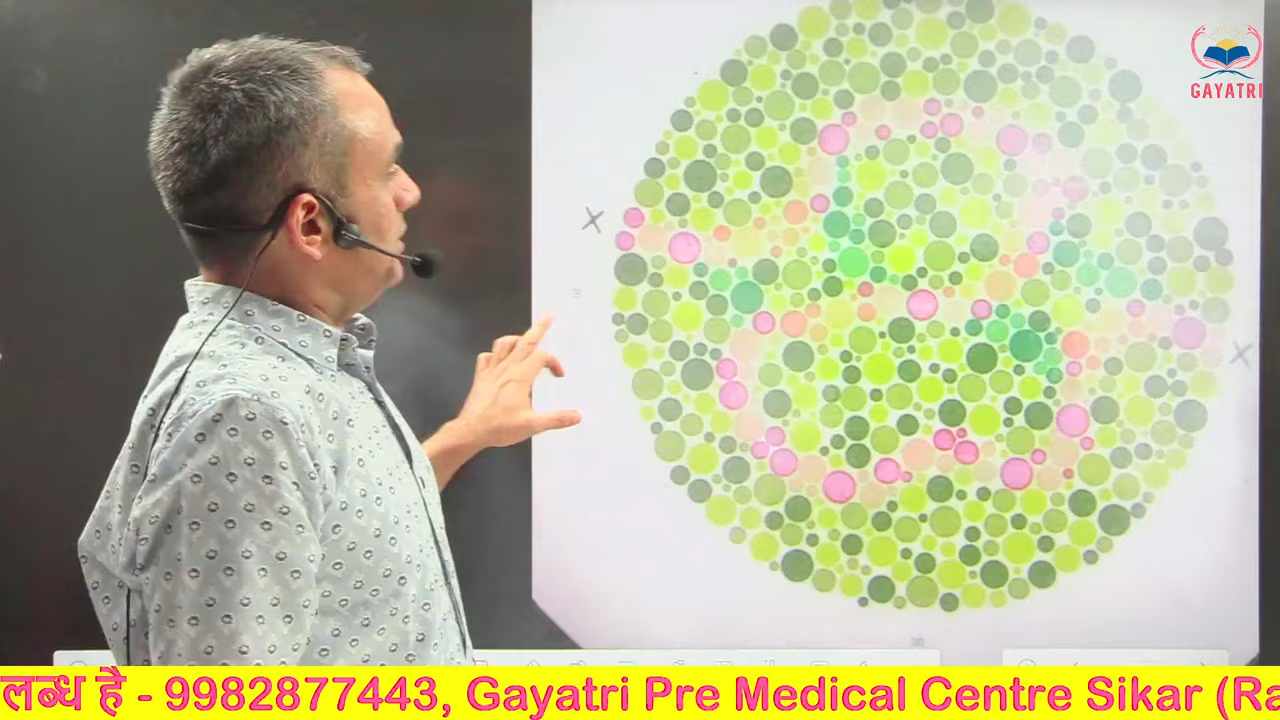 GAYATRI
लब्ध है - 9982877443, Gayatri Pre Medical Centre Sikar (Ra